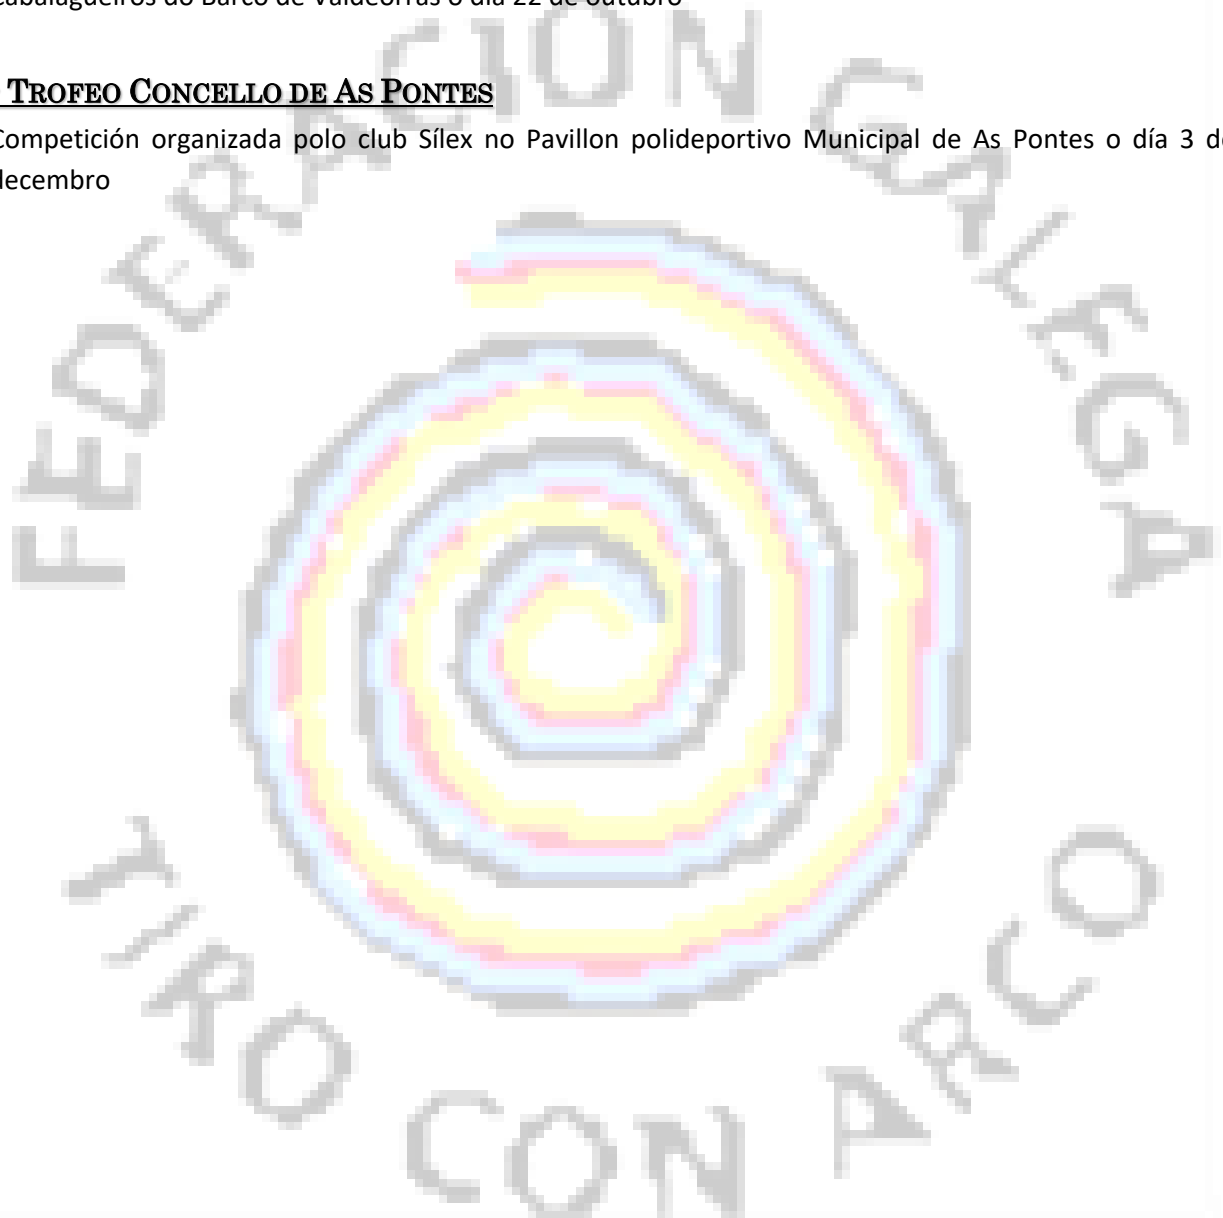 cabalagueiros do Barco de Valdeorras o día 22 de outubro
TROFEO CONCELLO DE AS PONTES
Competición organizada polo club Sílex no Pavillon polideportivo Municipal de As Pontes o día 3 de
decembro
FEDERACION GALEGA
TIRO CON ARCO